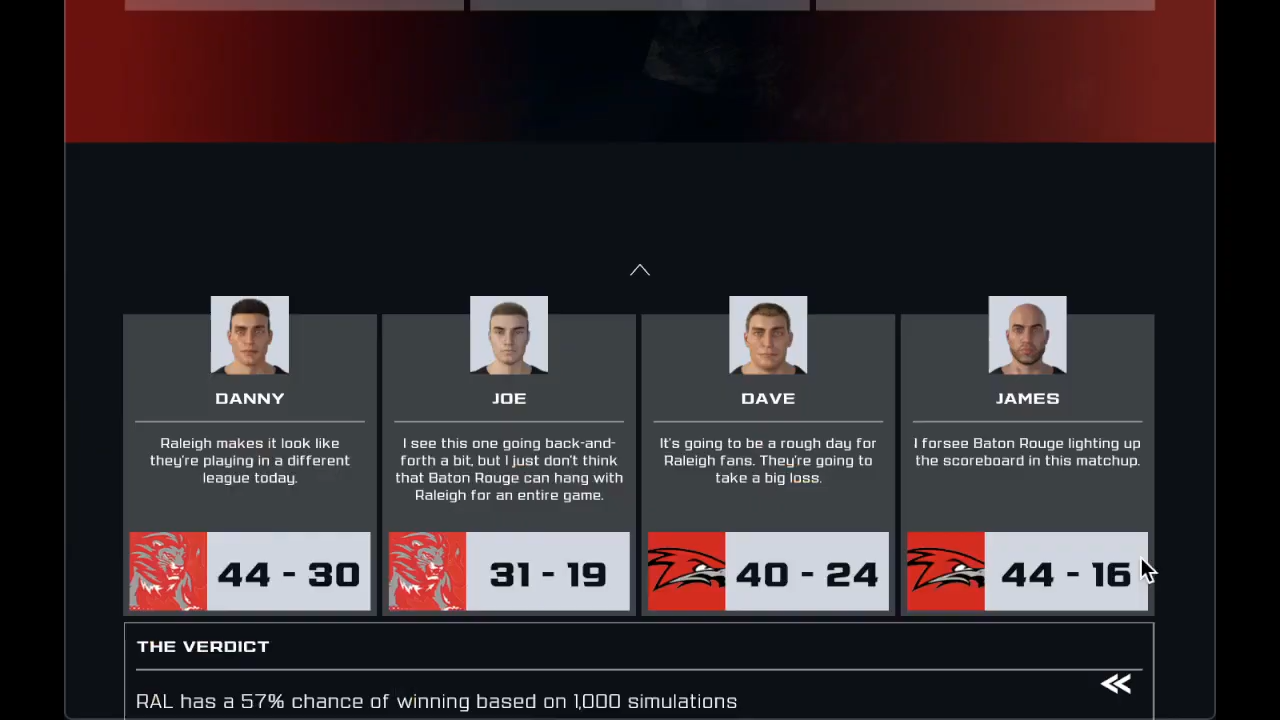 DANNY
Raleigh makes it look like
they're playing in a different
league today.
44 - 30
JOE
I see this one going back-and-
forth a bit, but I just don't think
that Baton Rouge can hang with
Raleigh for an entire game.
31 - 19
DAVE
It's going to be a rough day for
Raleigh fans. They're going to
take a big loss.
40 - 24
JAMES
I forsee Baton Rouge lighting up
the scoreboard in this matchup.
44 - 16
THE VERDICT
RAL has a 57% chance of winning based on 1,000 simulations